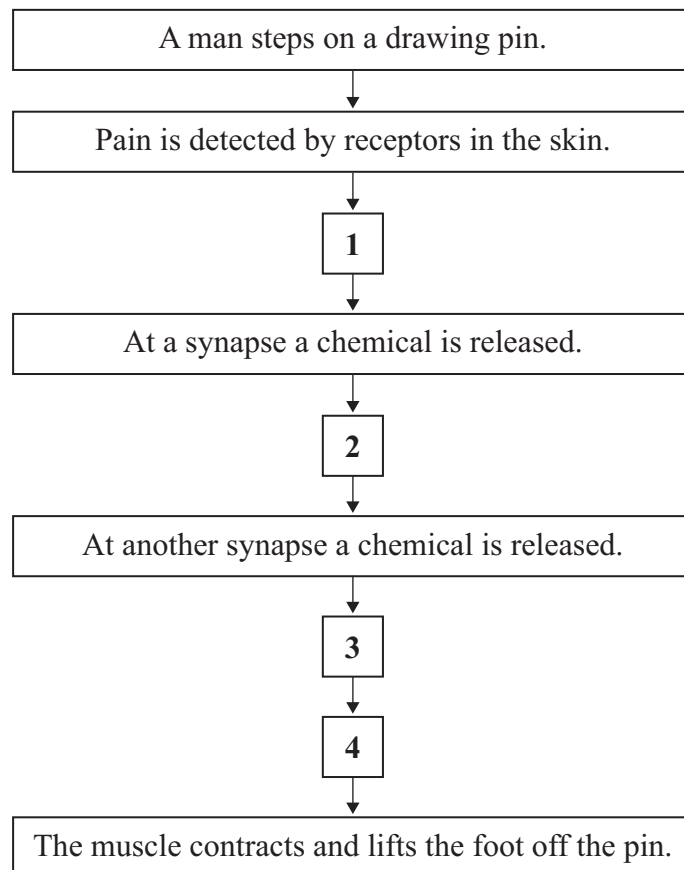 A man steps on a drawing pin.
Pain is detected by receptors in the skin.
1
At a synapse a chemical is released.
2
At another synapse a chemical is released.
3
4
The muscle contracts and lifts the foot off the pin.